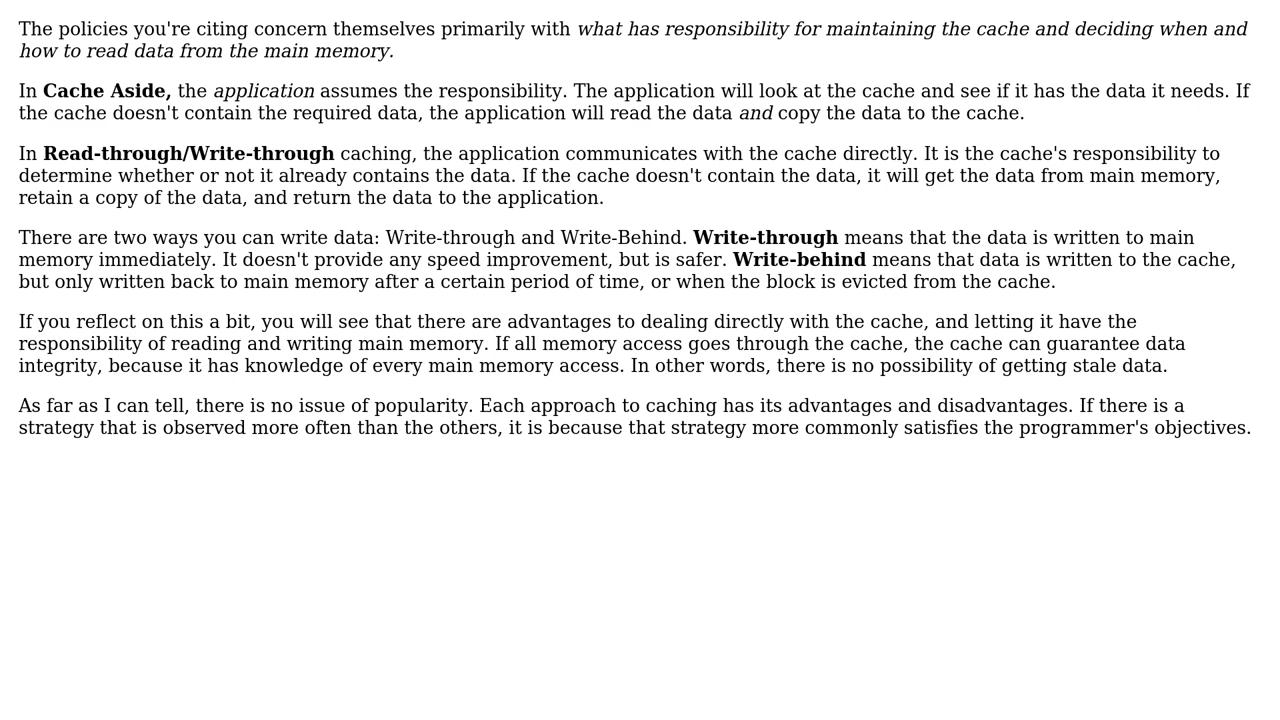 The policies you're citing concern themselves primarily with what has responsibility for maintaining the cache and deciding when and
how to read data from the main memory.
In Cache Aside, the application assumes the responsibility. The application will look at the cache and see if it has the data it needs. If
the cache doesn't contain the required data, the application will read the data and copy the data to the cache.
In Read-through/Write-through caching, the application communicates with the cache directly. It is the cache's responsibility to
determine whether or not it already contains the data. If the cache doesn't contain the data, it will get the data from main memory,
retain a copy of the data, and return the data to the application.
There are two ways you can write data: Write-through and Write-Behind. Write-through means that the data is written to main
memory immediately. It doesn't provide any speed improvement, but is safer. Write-behind means that data is written to the cache,
but only written back to main memory after a certain period of time, or when the block is evicted from the cache.
If you reflect on this a bit, you will see that there are advantages to dealing directly with the cache, and letting it have the
responsibility of reading and writing main memory. If all memory access goes through the cache, the cache can guarantee data
integrity, because it has knowledge of every main memory access. In other words, there is no possibility of getting stale data.
As far as I can tell, there is no issue of popularity. Each approach to caching has its advantages and disadvantages. If there is a
strategy that is observed more often than the others, it is because that strategy more commonly satisfies the programmer's objectives.